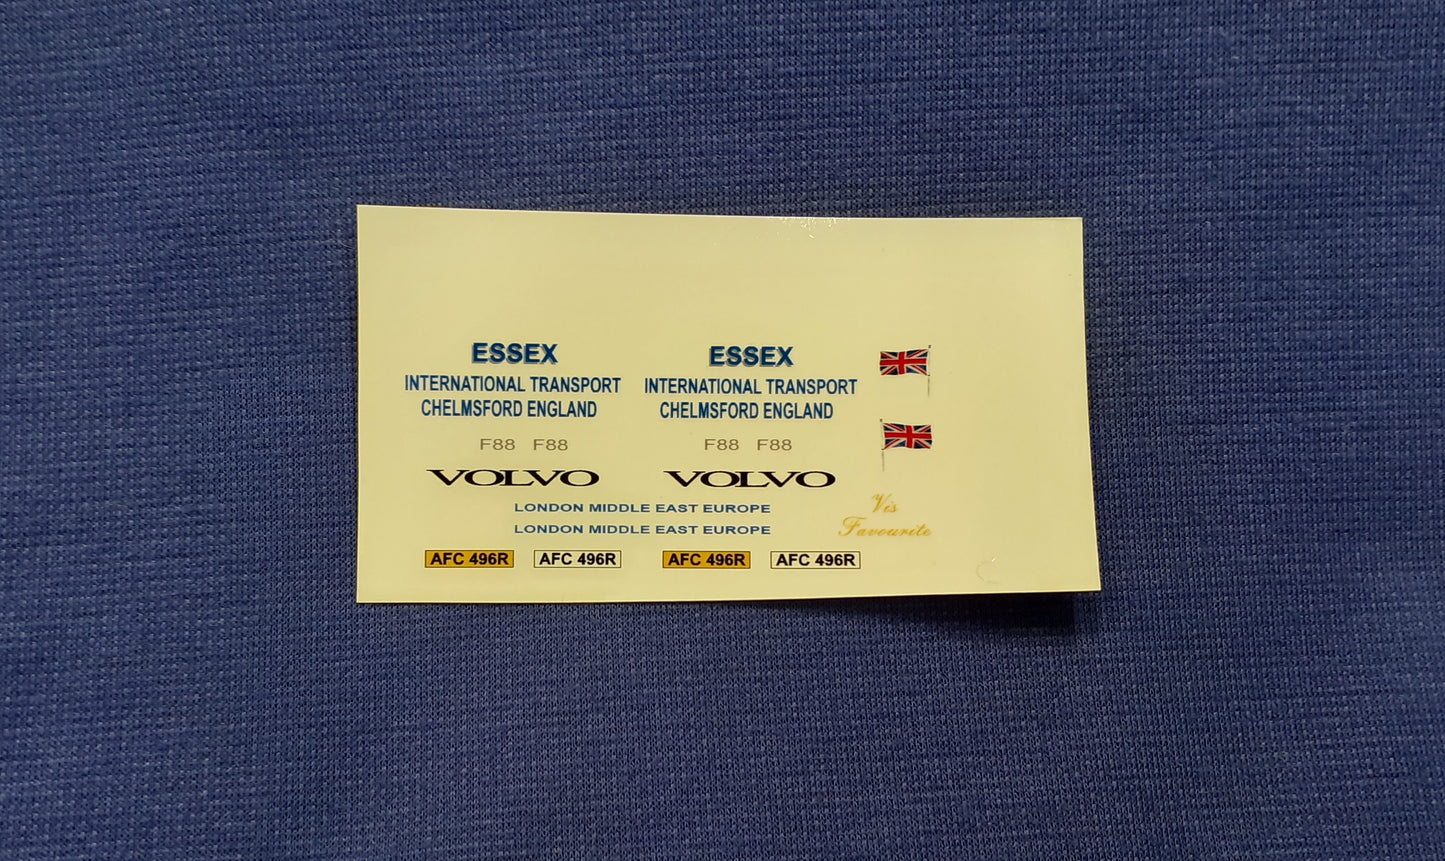 ESSEX ESSEX
INTERNATIONAL TRANSPORT INTERNATIONAL TRANSPORT
CHELMSFORD ENGLAND CHELMSFORD ENGLAND
F88 F88 F88 F88
VOLVO VOLVO
LONDON MIDDLE EAST EUROPE
LONDON MIDDLE EAST EUROPE
Vis
Favourite
AFC 496R AFC 496R AFC 496R AFC 496R